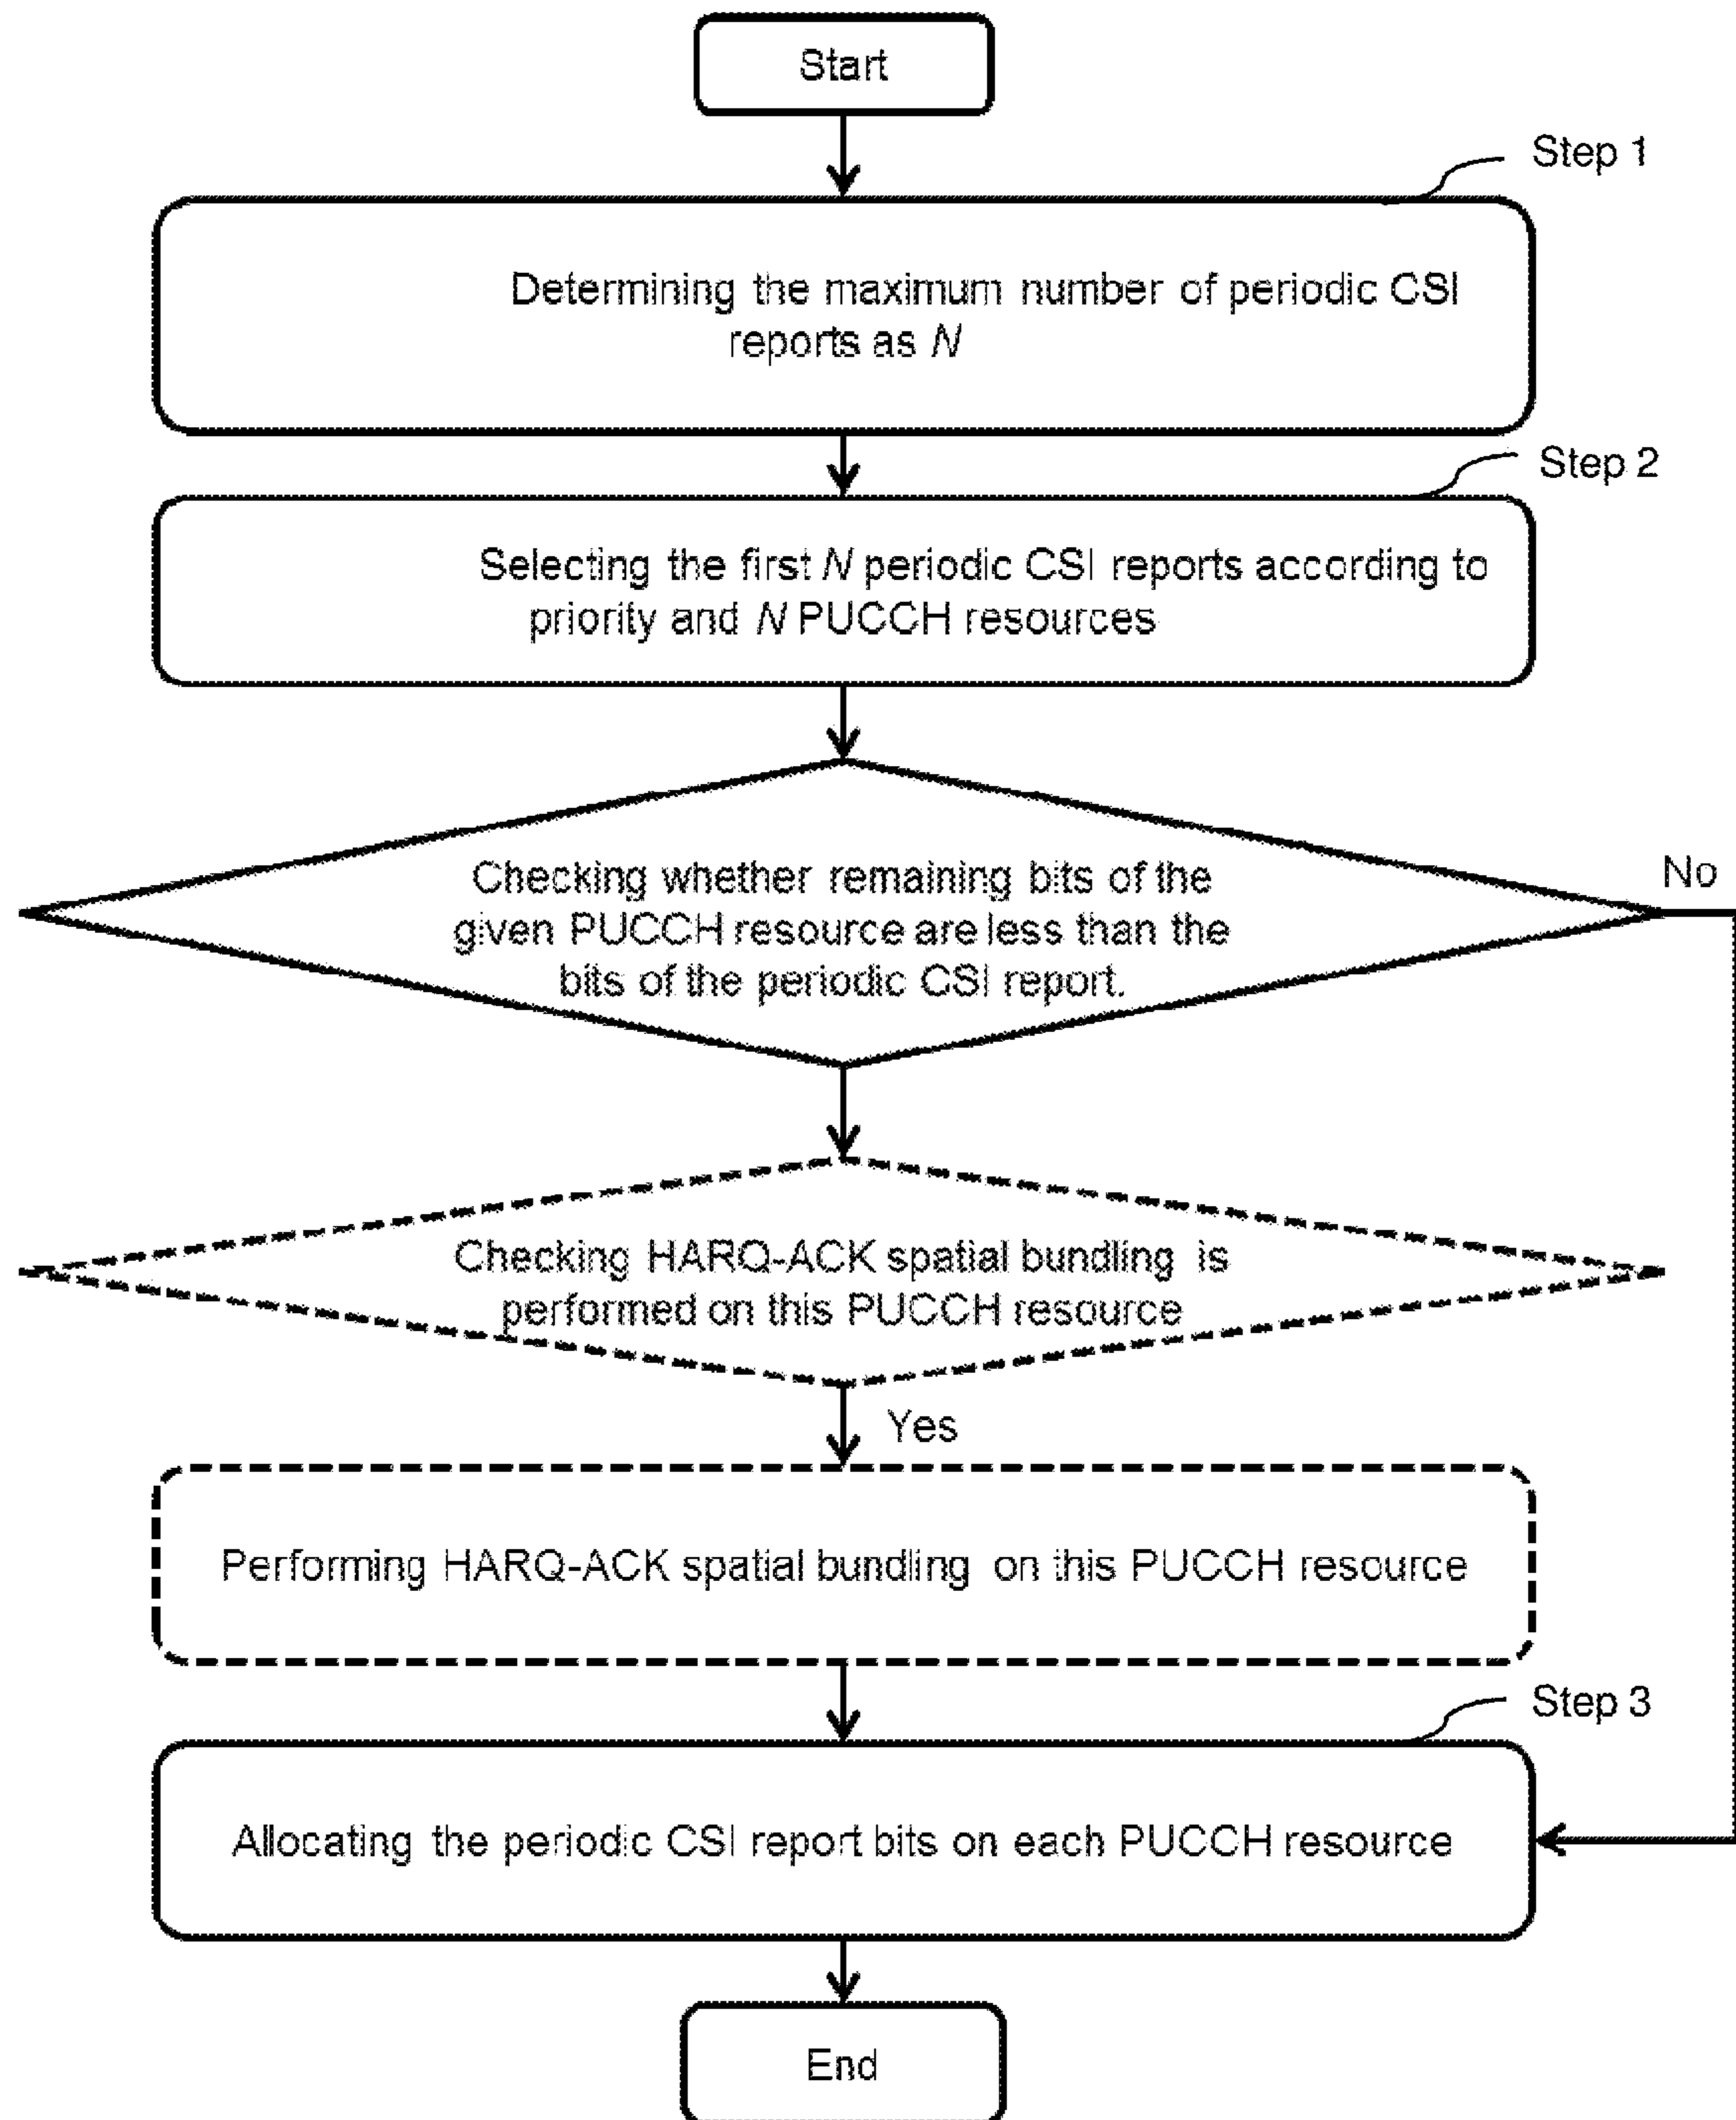 Start
Step 1
Determining the maximum number of periodic CSI
reports as N
Step 2
Selecting the first N periodic CSI reports according to
priority and N PUCCH resources
Checking whether remaining bits of the
given PUCCH resource are less than the
bits of the periodic CSI report.
No
Checking HARQ-ACK spatial bundling is
performed on this PUCCH resource
Yes
Performing HARQ-ACK spatial bundling on this PUCCH resource
Step 3
Allocating the periodic CSI report bits on each PUCCH resource
End